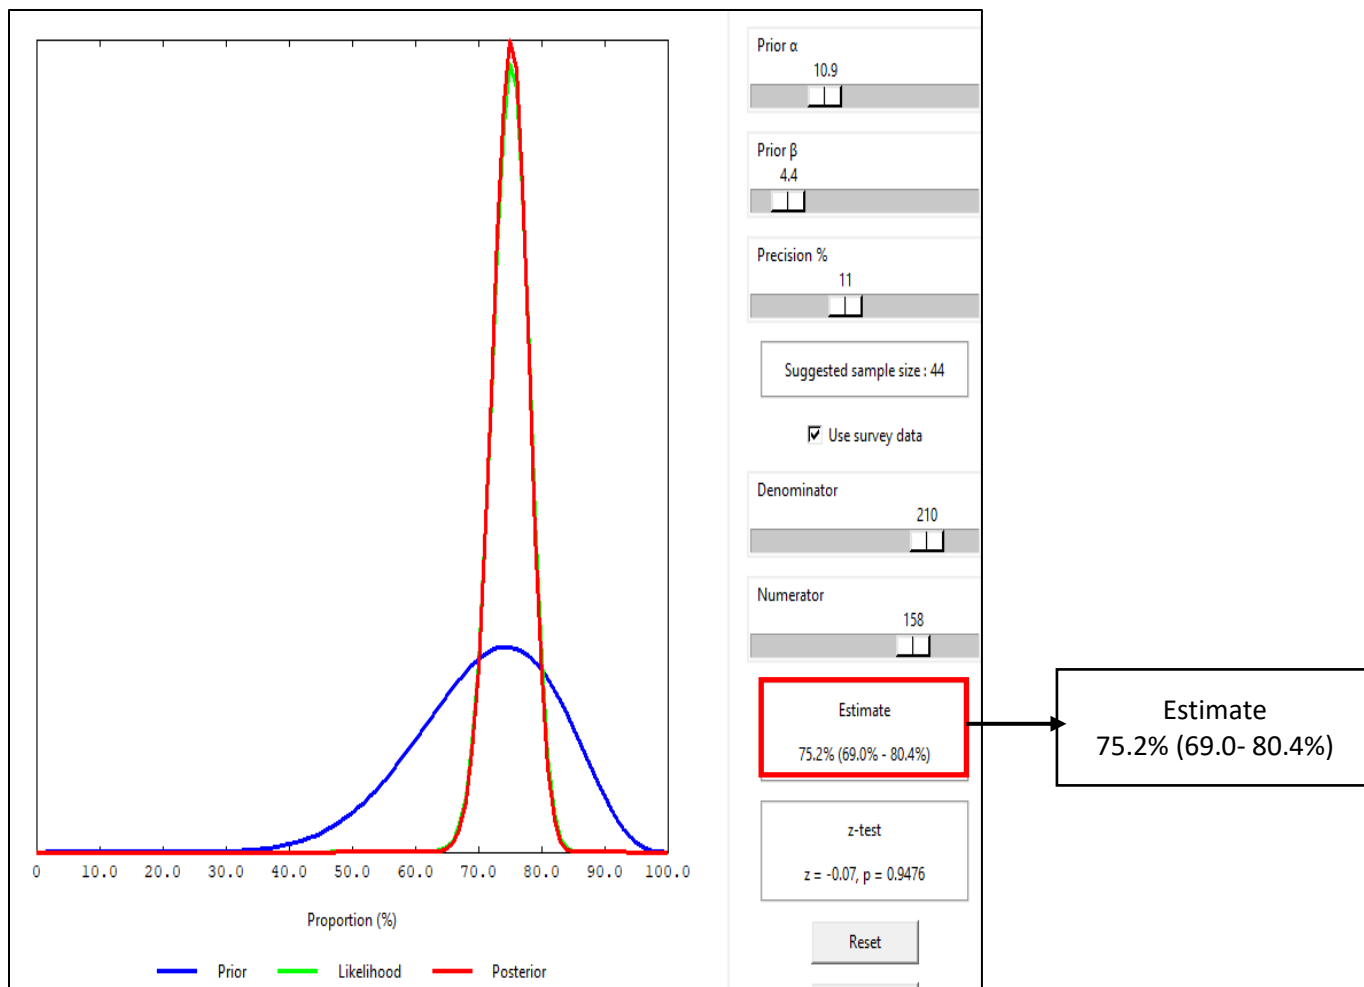 Prior α
10.9
Prior β
4.4
Precision %
11
Suggested sample size : 44
Use survey data
Denominator
210
Numerator
158
Estimate
75.2% (69.0% - 80.4%)
z-test
z = -0.07, p = 0.9476
Reset
0 10.0 20.0 30.0 40.0 50.0 60.0 70.0 80.0 90.0 100.0
Proportion (%)
Prior Likelihood Posterior
Estimate
75.2% (69.0- 80.4%)